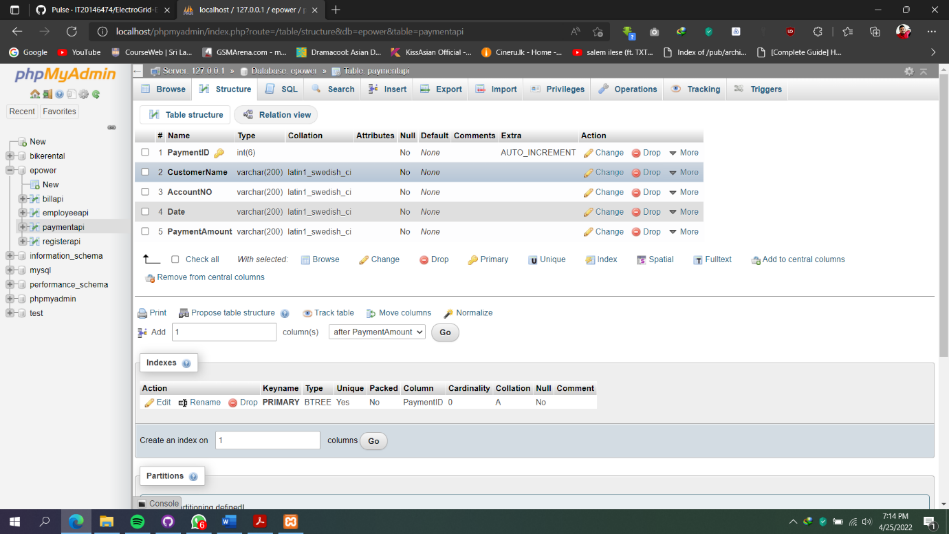 Pulse - IT20146474/ElectroGrid-E
localhost / 127.0.0.1 / epower / p
localhost/phpmyadmin/index.php?route=/table/structure&db=epower&table=paymentapi
Google YouTube CourseWeb | Sri La... GSMArena.com - m... Dramacool: Asian D... KissAsian Official -... Cineru.lk - Home -... salem ilese (ft. TXT... Index of /pub/archi... [Complete Guide] H...
phpMyAdmin
Recent Favorites
New
bikerental
epower
New
billapi
employeeapi
paymentapi
registerapi
information_schema
mysql
performance_schema
phpmyadmin
test
Server: 127.0.0.1 » Database: epower » Table: paymentapi
Browse Structure SQL Search Insert Export Import Privileges Operations Tracking Triggers
Table structure Relation view
# Name Type Collation Attributes Null Default Comments Extra Action
1 PaymentID int(6) No None AUTO_INCREMENT Change Drop More
2 CustomerName varchar(200) latin1_swedish_ci No None Change Drop More
3 AccountNO varchar(200) latin1_swedish_ci No None Change Drop More
4 Date varchar(200) latin1_swedish_ci No None Change Drop More
5 PaymentAmount varchar(200) latin1_swedish_ci No None Change Drop More
Check all With selected: Browse Change Drop Primary Unique Index Spatial Fulltext Add to central columns
Remove from central columns
Print Propose table structure Track table Move columns Normalize
Add 1 column(s) after PaymentAmount Go
Indexes
Action Keyname Type Unique Packed Column Cardinality Collation Null Comment
Edit Rename Drop PRIMARY BTREE Yes No PaymentID 0 A No
Create an index on 1 columns Go
Partitions
Console
defined!
6
7:14 PM
4/25/2022
1